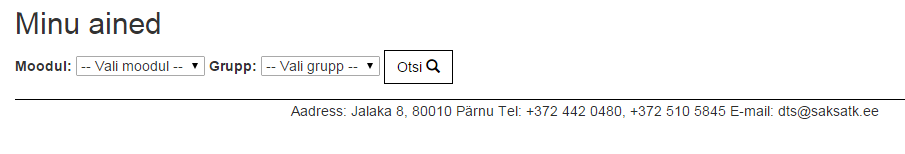 Minu ained
Moodul: -- Vali moodul -- Grupp: -- Vali grupp -- Otsi
Aadress: Jalaka 8, 80010 Pärnu Tel: +372 442 0480, +372 510 5845 E-mail: dts@saksatk.ee